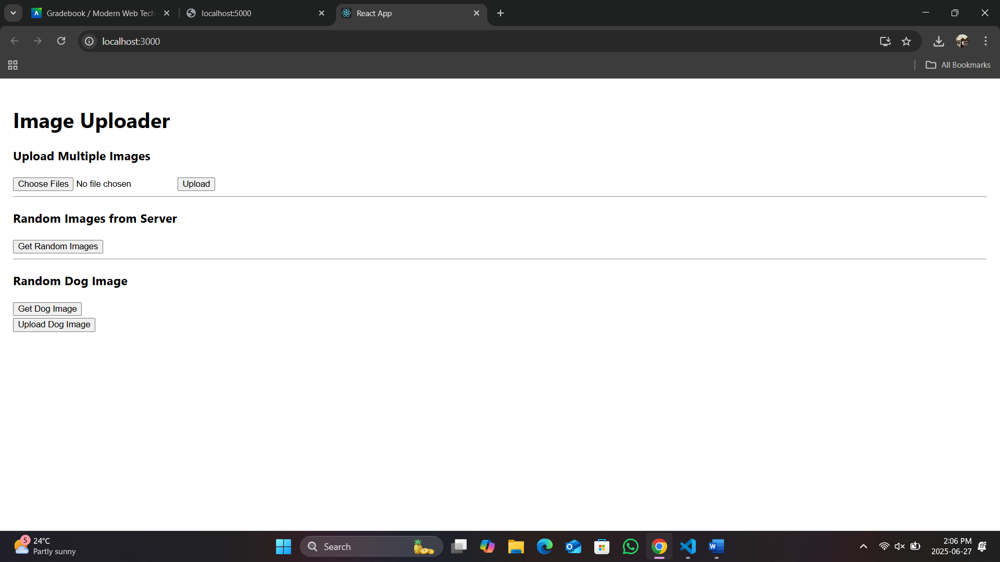 Gradebook / Modern Web Tech
localhost:5000
React App
localhost:3000
All Bookmarks
Image Uploader
Upload Multiple Images
Choose Files No file chosen Upload
Random Images from Server
Get Random Images
Random Dog Image
Get Dog Image
Upload Dog Image
5
24°C
Partly sunny
Search
2:06 PM
2025-06-27